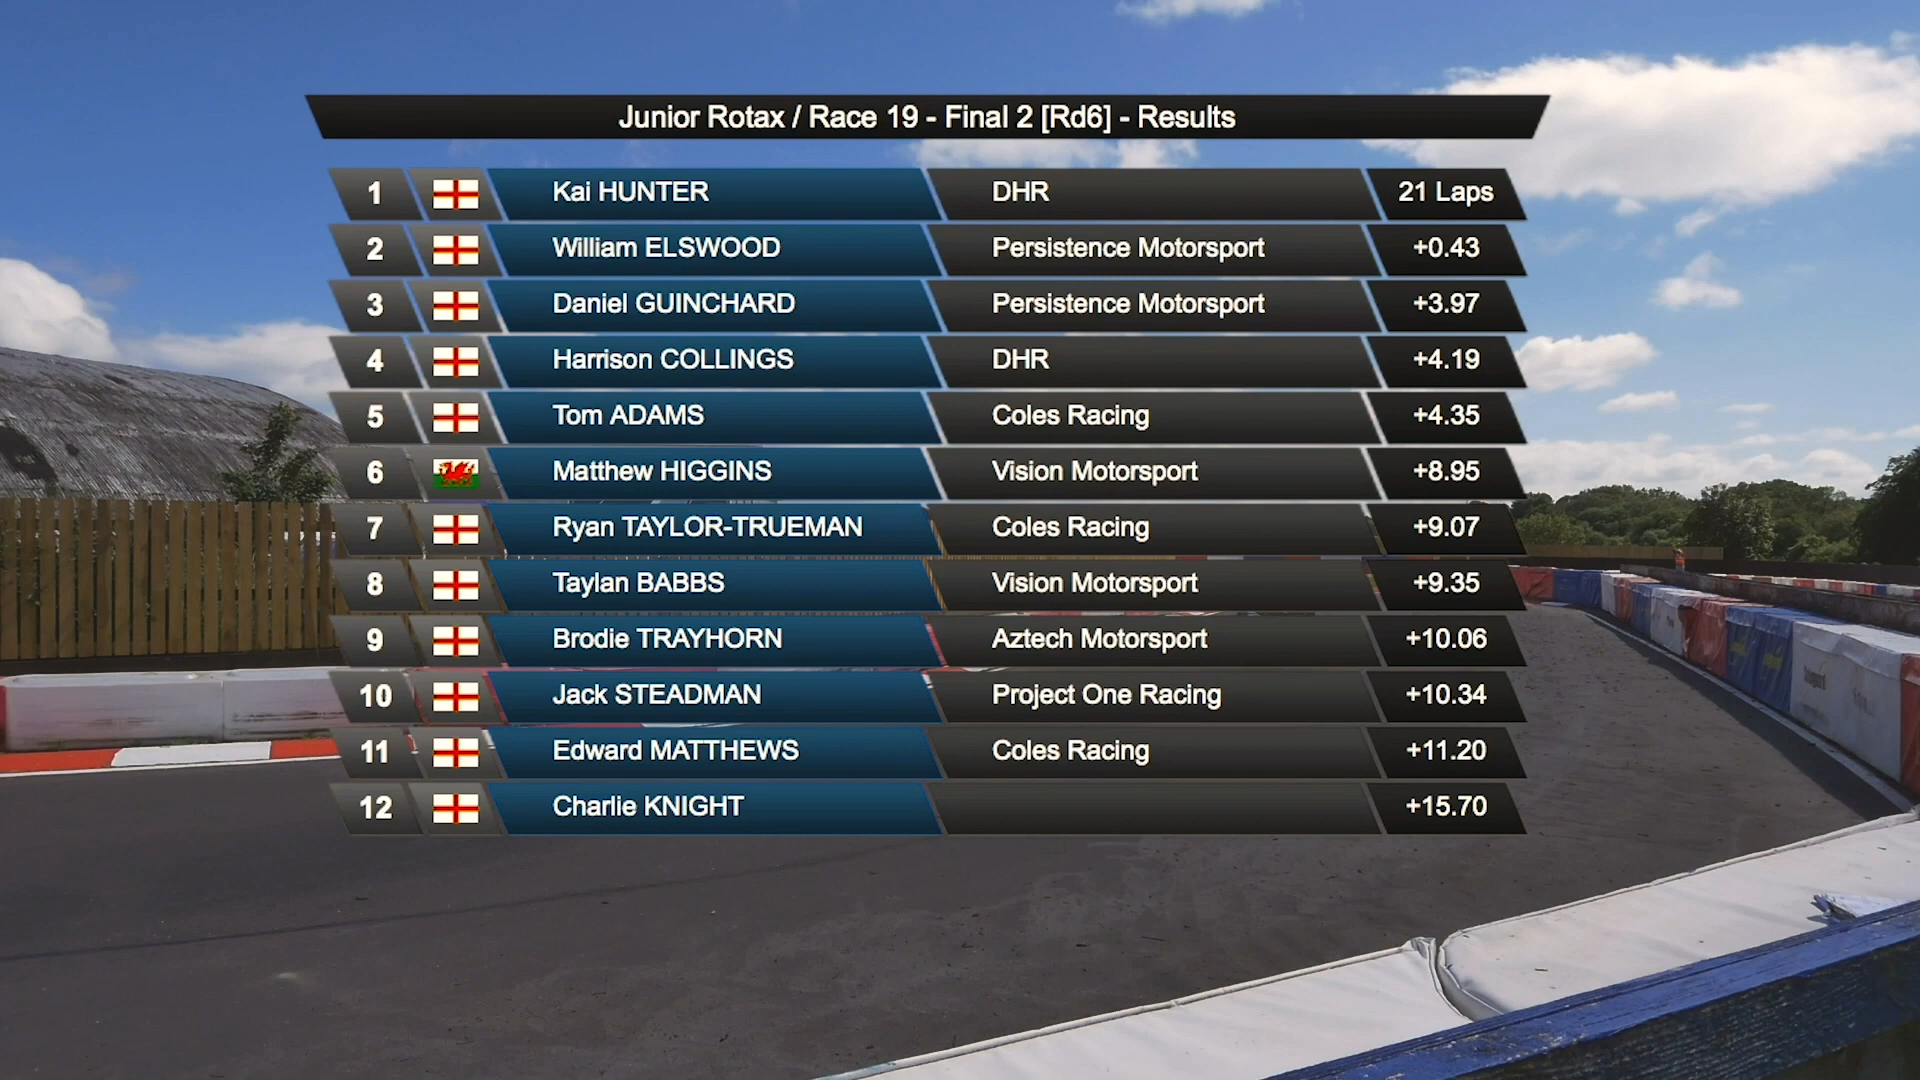 Junior Rotax / Race 19 - Final 2 [Rd6] - Results
1 Kai HUNTER DHR 21 Laps
2 William ELSWOOD Persistence Motorsport +0.43
3 Daniel GUINCHARD Persistence Motorsport +3.97
4 Harrison COLLINGS DHR +4.19
5 Tom ADAMS Coles Racing +4.35
6 Matthew HIGGINS Vision Motorsport +8.95
7 Ryan TAYLOR-TRUEMAN Coles Racing +9.07
8 Taylan BABBS Vision Motorsport +9.35
9 Brodie TRAYHORN Aztech Motorsport +10.06
10 Jack STEADMAN Project One Racing +10.34
11 Edward MATTHEWS Coles Racing +11.20
12 Charlie KNIGHT +15.70